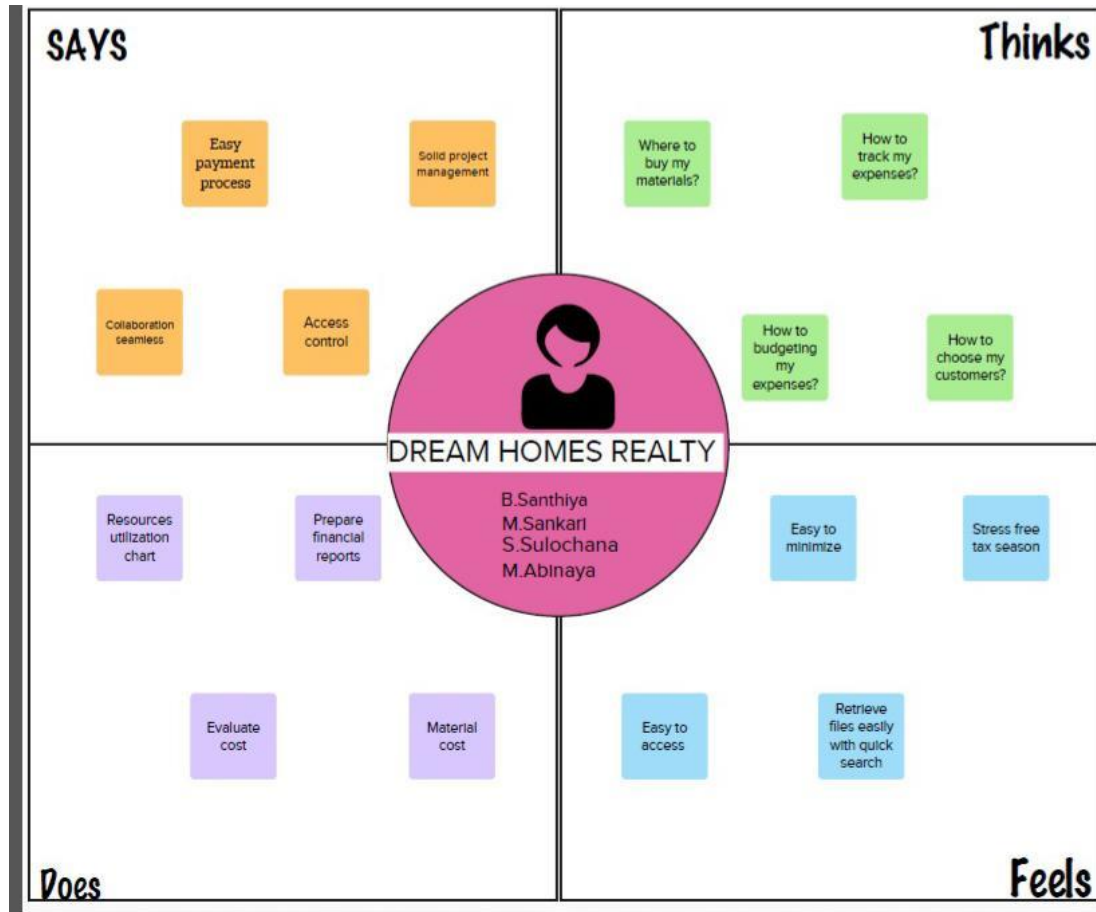 SAYS
Easy
payment
process
Solid project
management
Collaboration
seamless
Access
control
Thinks
Where to
buy my
materials?
How to
track my
expenses?
How to
budgeting
my
expenses?
How to
choose my
customers?
DREAM HOMES REALTY
B.Santhiya
M.Sankari
S.Sulochana
M.Abinaya
Resources
utilization
chart
Prepare
financial
reports
Evaluate
cost
Material
cost
Does
Easy to
minimize
Stress free
tax season
Easy to
access
Retrieve
files easily
with quick
search
Feels